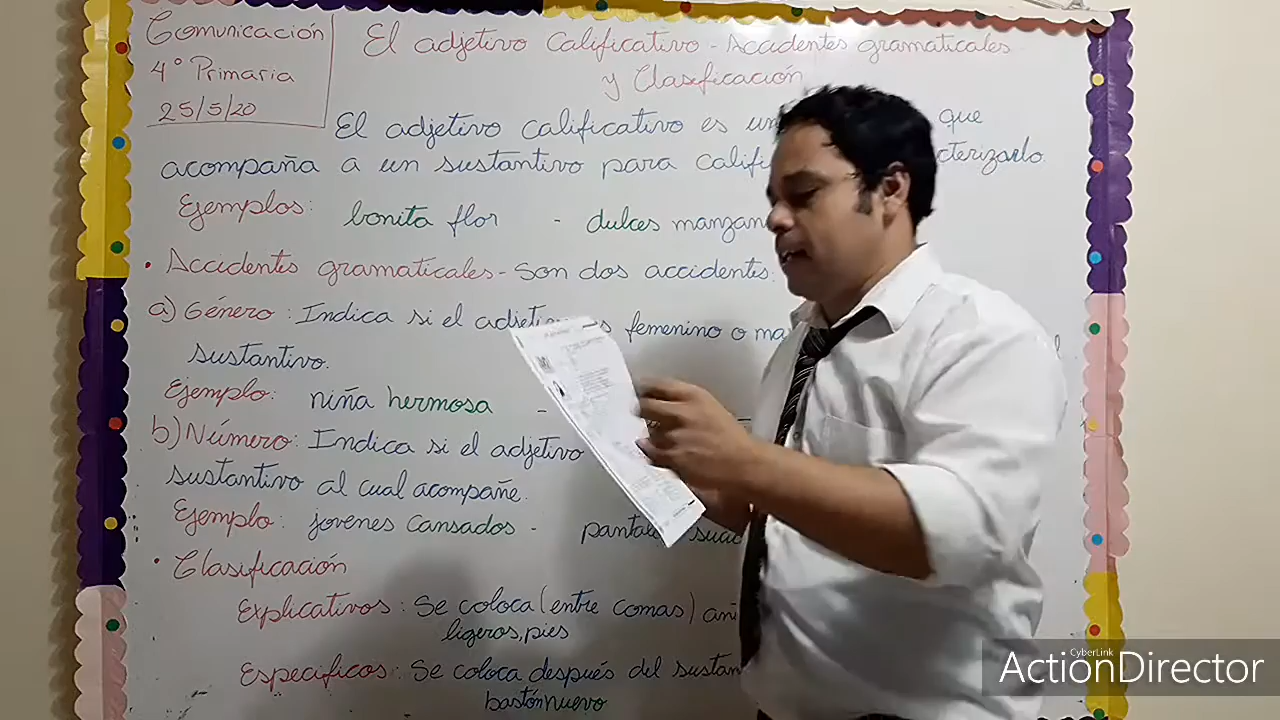 Comunicación
4° Primaria
25/5/20
El adjetivo calificativo - Accidentes gramaticales
y Clasificación
El adjetivo calificativo es un que
acompaña a un sustantivo para
Ejemplos: bonita flor - dulces
• Accidentes gramaticales - Son dos accidentes:
a) Género: Indica si el femenino o
sustantivo.
Ejemplo: niña hermosa -
b) Número: Indica si el adjetivo
sustantivo al cual acompañe.
Ejemplo: jovenes cansados -
• Clasificación
Explicativos: Se coloca (entre comas)
ligeros, pies
Especificos: Se coloca después del
bastón nuevo
CyberLink
ActionDirector